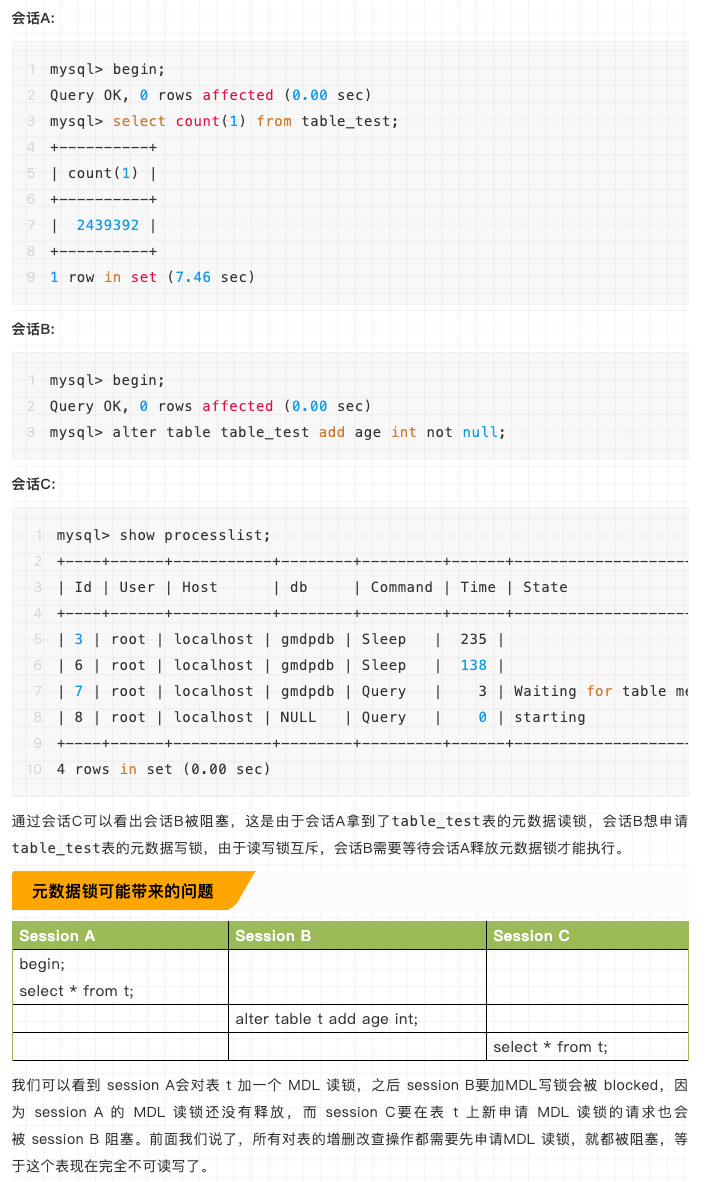 会话A:
1 mysql> begin;
2 Query OK, 0 rows affected (0.00 sec)
3 mysql> select count(1) from table_test;
4 +----------+
5 | count(1) |
6 +----------+
7 |  2439392 |
8 +----------+
9 1 row in set (7.46 sec)
会话B:
1 mysql> begin;
2 Query OK, 0 rows affected (0.00 sec)
3 mysql> alter table table_test add age int not null;
会话C:
1 mysql> show processlist;
2 +----+------+-----------+--------+---------+------+--------------------
3 | Id | User | Host      | db     | Command | Time | State
4 +----+------+-----------+--------+---------+------+--------------------
5 | 3 | root | localhost | gmdpdb | Sleep   |  235 |
6 | 6 | root | localhost | gmdpdb | Sleep   |  138 |
7 | 7 | root | localhost | gmdpdb | Query   |    3 | Waiting for table
8 | 8 | root | localhost | NULL   | Query   |    0 | starting
9 +----+------+-----------+--------+---------+------+--------------------
10 4 rows in set (0.00 sec)
通过会话C可以看出会话B被阻塞，这是由于会话A拿到了table_test表的元数据读锁，会话B想申请
table_test表的元数据写锁，由于读写锁互斥，会话B需要等待会话A释放元数据锁才能执行。
元数据锁可能带来的问题
Session A Session B Session C
begin;
select * from t;
alter table t add age int;
select * from t;
我们可以看到 session A会对表 t 加一个 MDL 读锁，之后 session B要加MDL写锁会被 blocked，因
为 session A 的 MDL 读锁还没有释放，而 session C要在表 t 上新申请 MDL 读锁的请求也会
被 session B 阻塞。前面我们说了，所有对表的增删改查操作都需要先申请MDL 读锁，就都被阻塞，等
于这个表现在完全不可读写了。